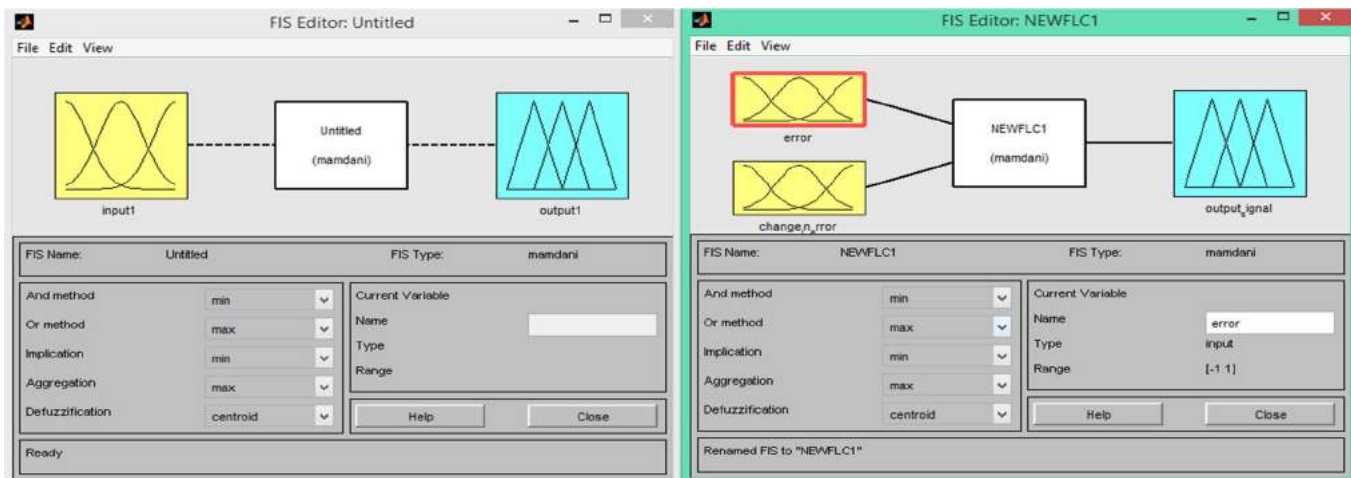 FIS Editor: Untitled
File Edit View
Untitled
(mamdani)
input1
output1
FIS Name: Untitled FIS Type: mamdani
And method min
Or method max
Implication min
Aggregation max
Defuzzification centroid
Current Variable
Name
Type
Range
Help Close
Ready
FIS Editor: NEWFLC1
File Edit View
error
NEWFLC1
(mamdani)
change,n_error
output_signal
FIS Name: NEWFLC1 FIS Type: mamdani
And method min
Or method max
Implication min
Aggregation max
Defuzzification centroid
Current Variable
Name error
Type input
Range [-1 1]
Help Close
Renamed FIS to "NEWFLC1"